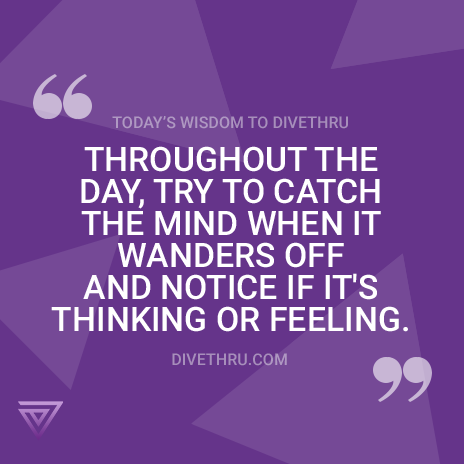 TODAY’S WISDOM TO DIVETHRU
THROUGHOUT THE
DAY, TRY TO CATCH
THE MIND WHEN IT
WANDERS OFF
AND NOTICE IF IT'S
THINKING OR FEELING.
DIVETHRU.COM